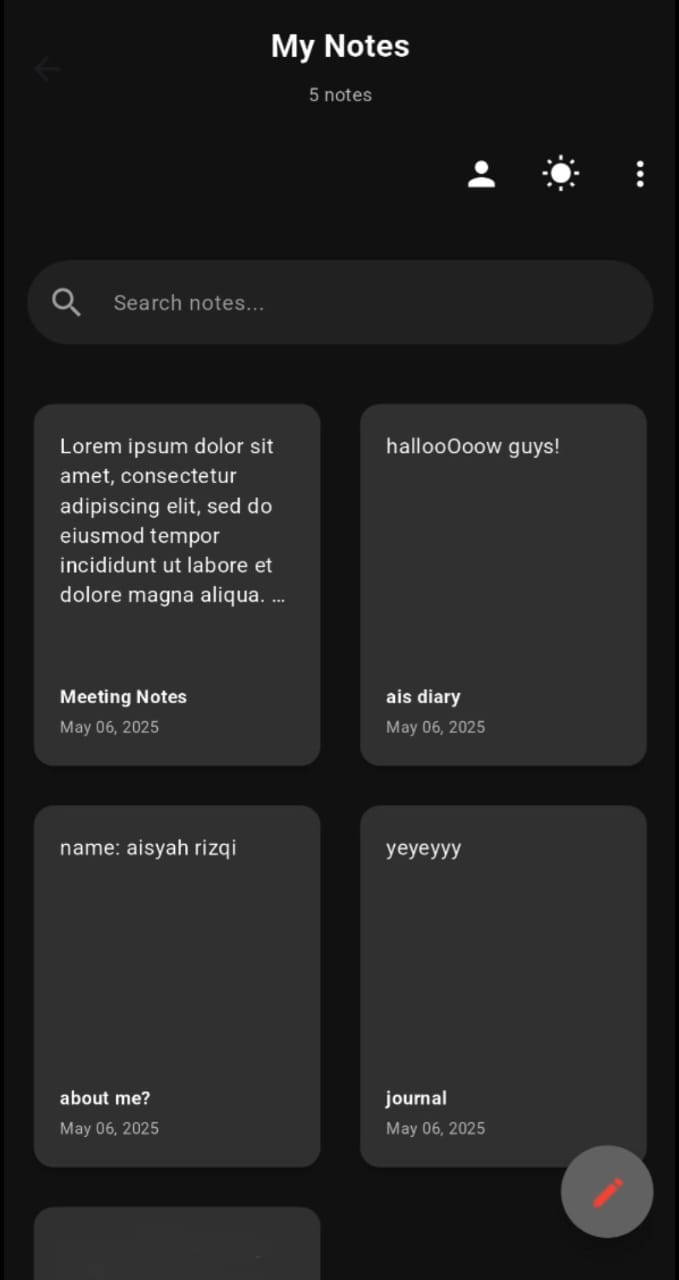 My Notes
5 notes
Search notes...
Lorem ipsum dolor sit
amet, consectetur
adipiscing elit, sed do
eiusmod tempor
incididunt ut labore et
dolore magna aliqua. ...
Meeting Notes
May 06, 2025
hallooOoow guys!
ais diary
May 06, 2025
name: aisyah rizqi
about me?
May 06, 2025
yeyeyyy
journal
May 06, 2025